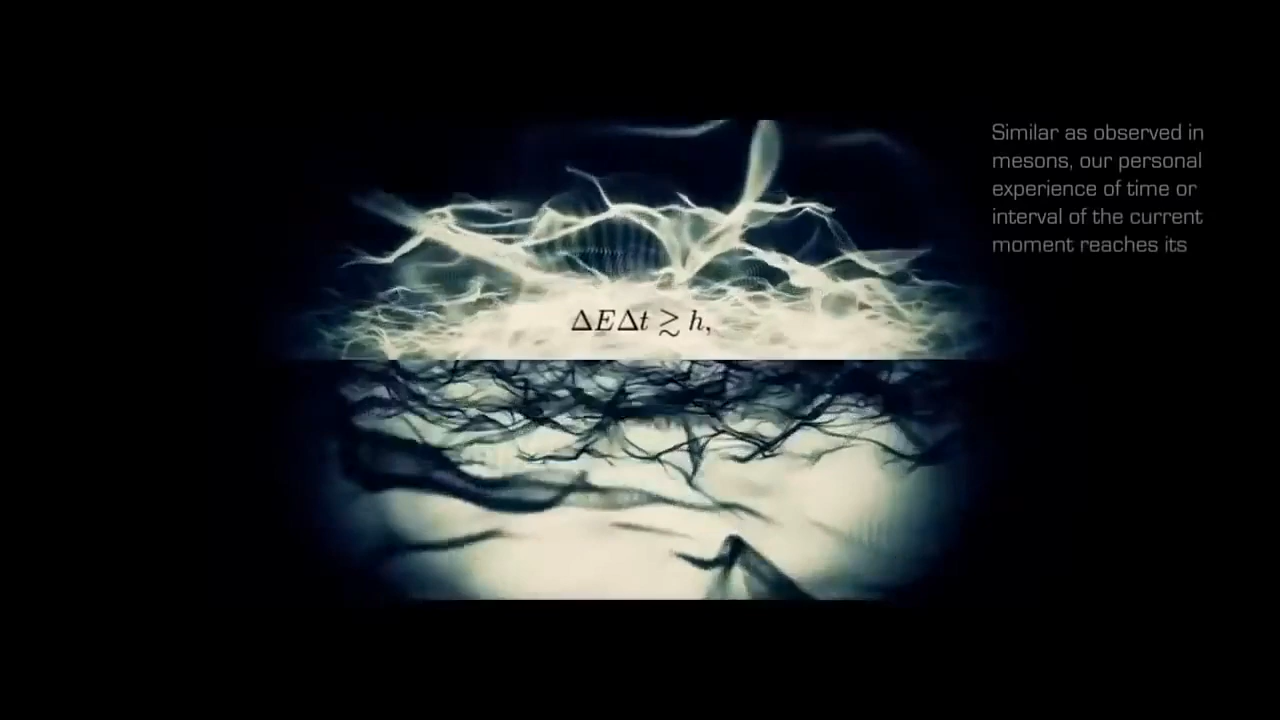 Similar as observed in
mesons, our personal
experience of time or
interval of the current
moment reaches its
ΔEΔt ≳ h,